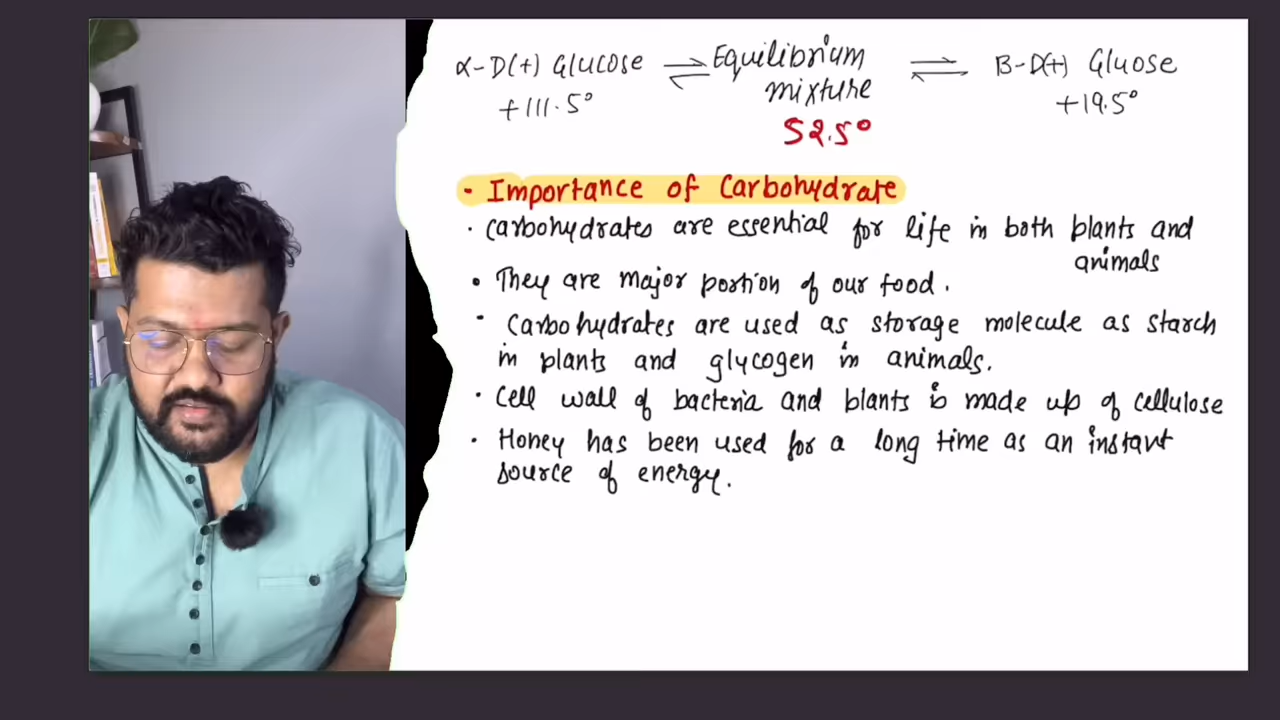 α-D(+) Glucose ⇌ Equilibrium mixture ⇌ B-D(+) Gluose
+111.5° 52.5° +19.5°
• Importance of Carbohydrate
• Carbohydrates are essential for life in both plants and
animals
• They are major portion of our food.
• Carbohydrates are used as storage molecule as starch
in plants and glycogen in animals.
• Cell wall of bacteria and plants is made up of cellulose
• Honey has been used for a long time as an instant
source of energy.